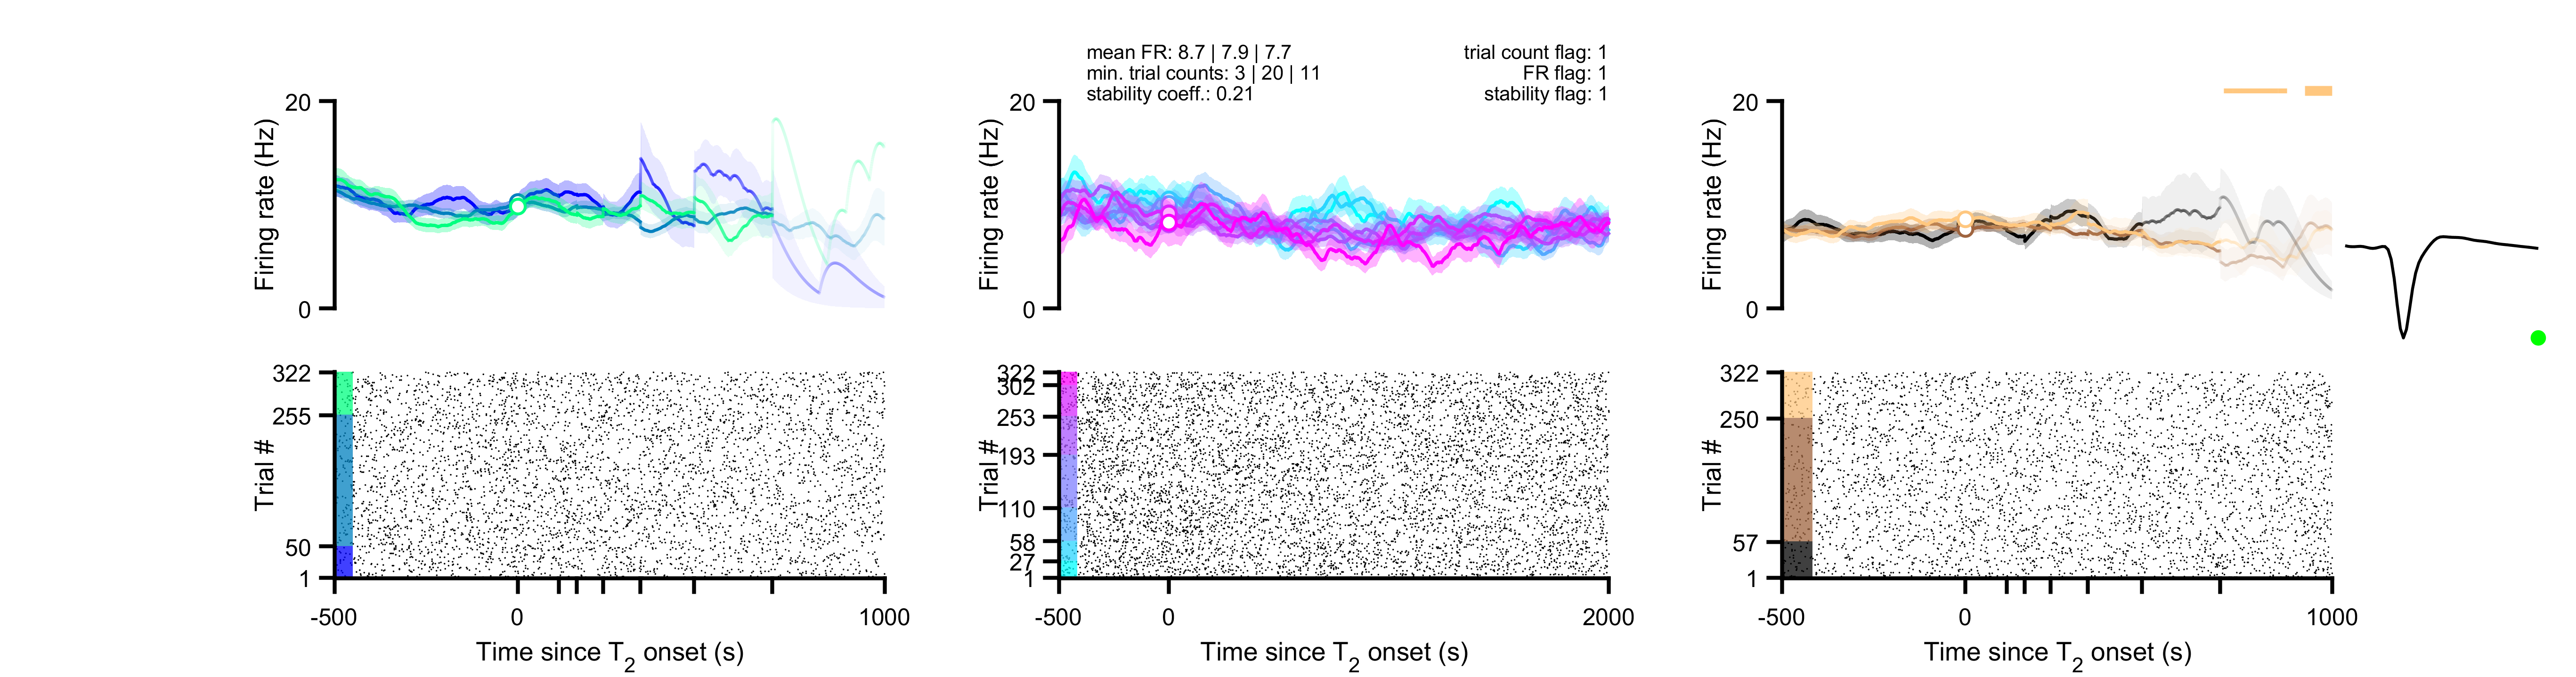 mean FR: 8.7 | 7.9 | 7.7
min. trial counts: 3 | 20 | 11
stability coeff.: 0.21
trial count flag: 1
FR flag: 1
stability flag: 1
Firing rate (Hz)
20
0
Firing rate (Hz)
20
0
Firing rate (Hz)
20
0
Trial #
322
255
50
1
-500
0
1000
Time since T2 onset (s)
Trial #
322
302
253
193
110
58
27
1
-500
0
2000
Time since T2 onset (s)
Trial #
322
250
57
1
-500
0
1000
Time since T2 onset (s)